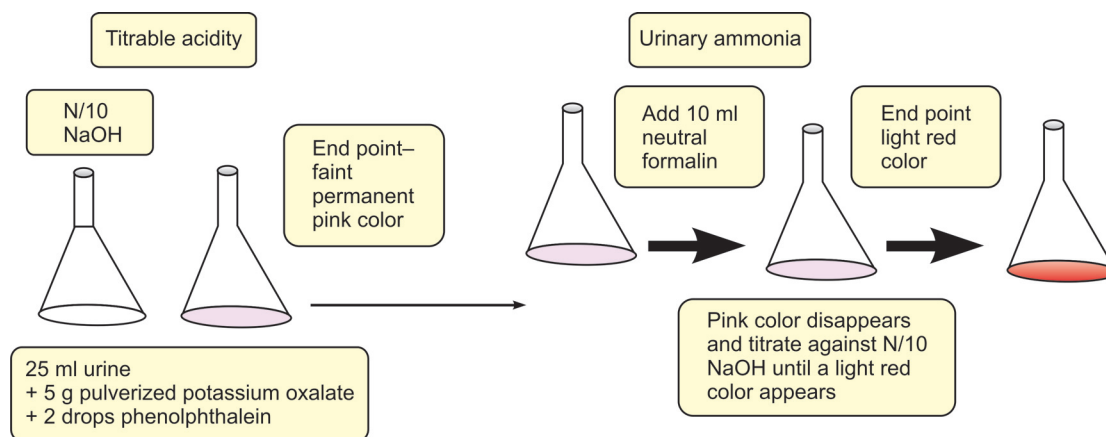 Titrable acidity
N/10
NaOH
End point–
faint
permanent
pink color
25 ml urine
+ 5 g pulverized potassium oxalate
+ 2 drops phenolphthalein
Urinary ammonia
Add 10 ml
neutral
formalin
End point
light red
color
Pink color disappears
and titrate against N/10
NaOH until a light red
color appears